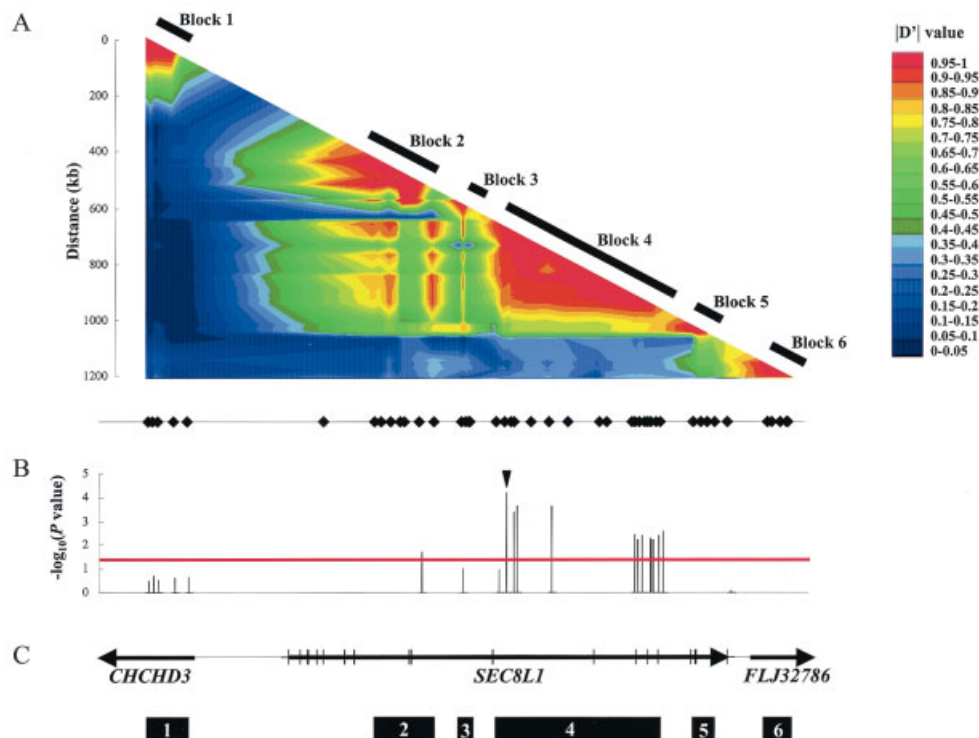 A
Block 1
|D'| value
0
200
400
600
800
1000
1200
Distance (kb)
Block 2
Block 3
Block 4
Block 5
Block 6
0.95-1
0.9-0.95
0.85-0.9
0.8-0.85
0.75-0.8
0.7-0.75
0.65-0.7
0.6-0.65
0.55-0.6
0.5-0.55
0.45-0.5
0.4-0.45
0.35-0.4
0.3-0.35
0.25-0.3
0.2-0.25
0.15-0.2
0.1-0.15
0.05-0.1
0-0.05
B
5
4
3
2
1
0
-log10(P value)
C
CHCHD3 SEC8L1 FLJ32786
1 2 3 4 5 6